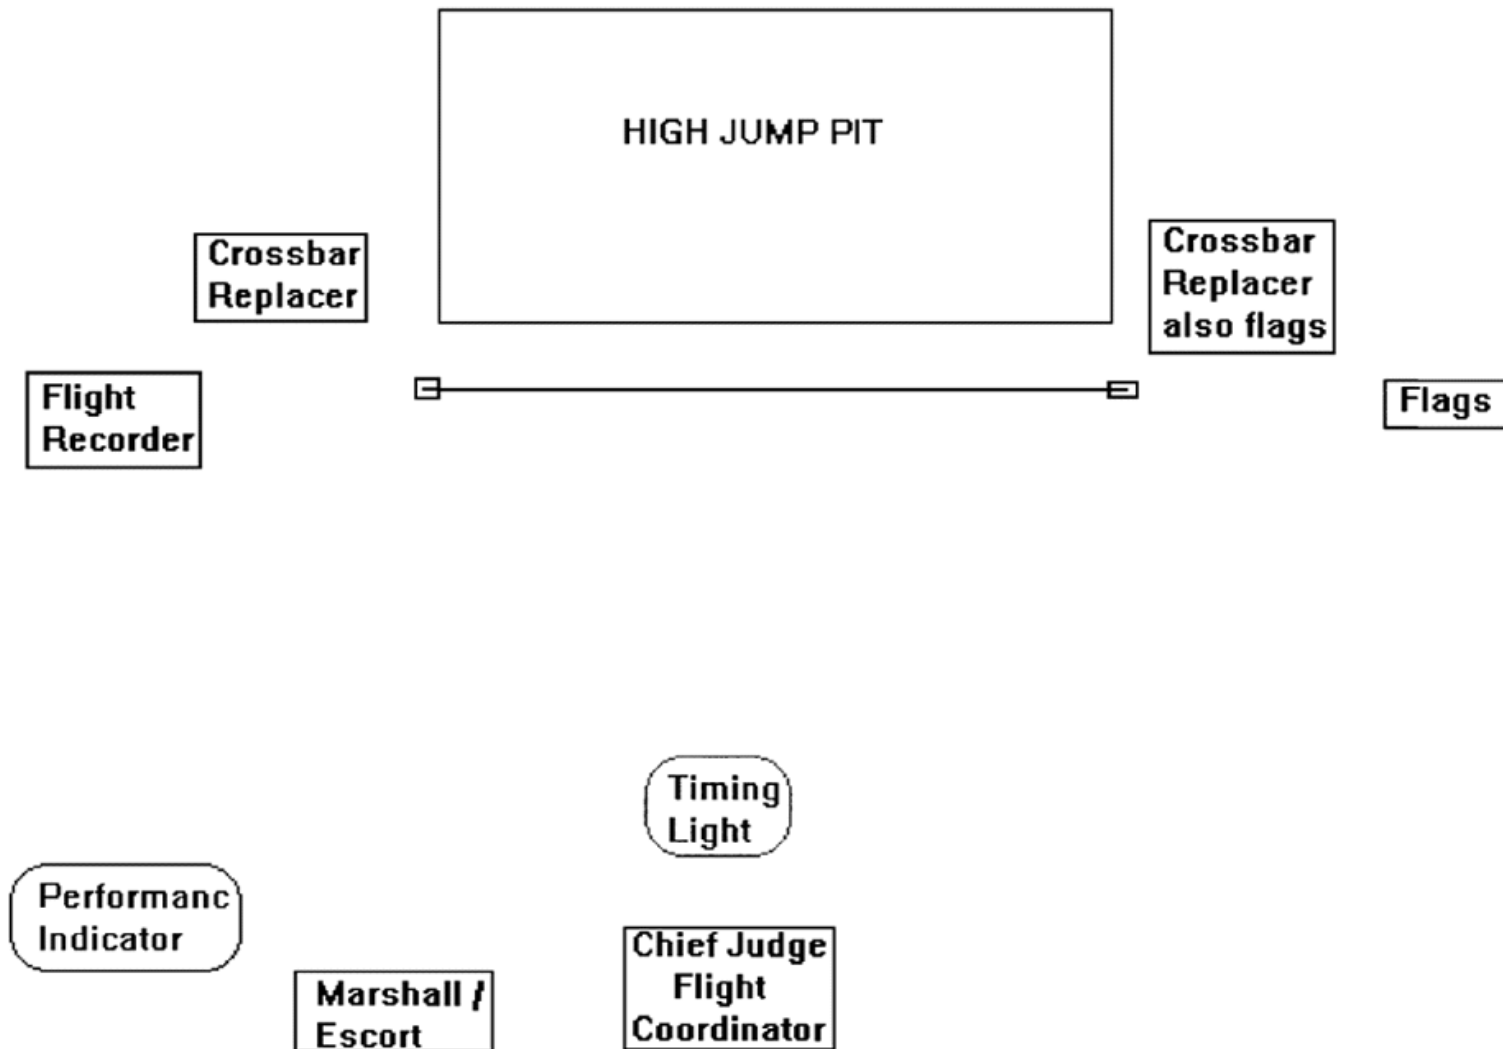 HIGH JUMP PIT
Crossbar
Replacer
Crossbar
Replacer
also flags
Flight
Recorder
Flags
Timing
Light
Performanc
Indicator
Marshall /
Escort
Chief Judge
Flight
Coordinator